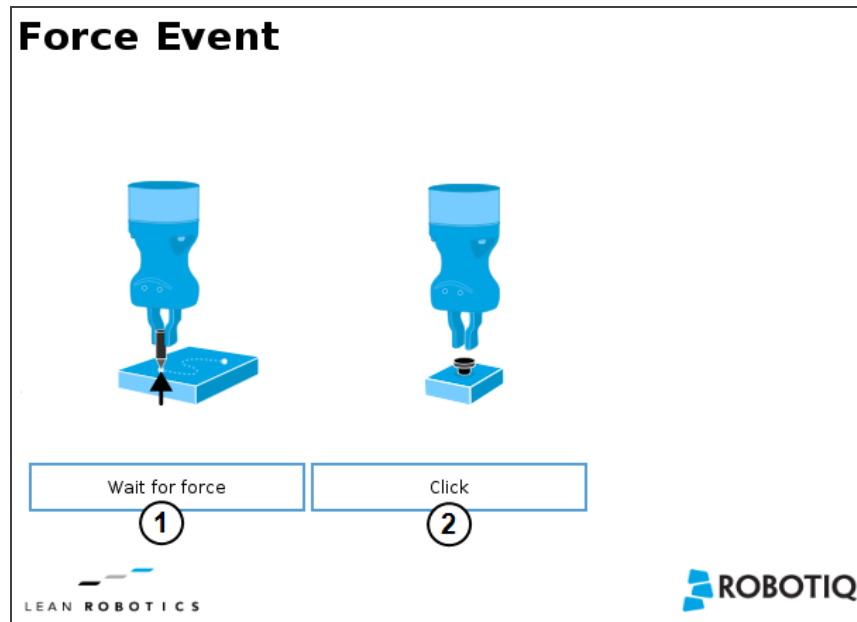 Force Event
Wait for force
Click
1
2
LEAN ROBOTICS
ROBOTIQ